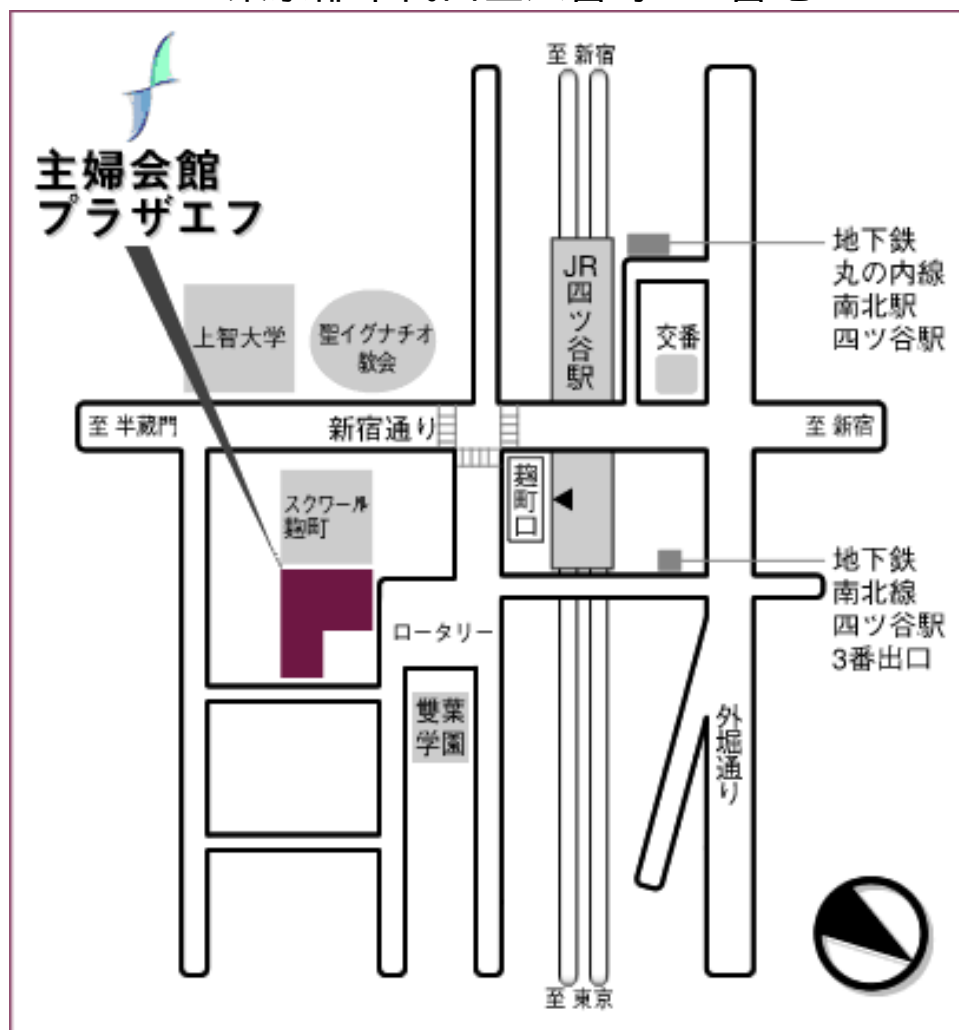 至 新宿
主婦会館
プラザエフ
地下鉄
丸の内線
南北駅
四ツ谷駅
JR四ツ谷駅
交番
上智大学
聖イグナチオ
教会
至 半蔵門
新宿通り
至 新宿
麹町口
スクワール
麹町
地下鉄
南北線
四ツ谷駅
3番出口
ロータリー
雙葉
学園
外堀通り
至 東京